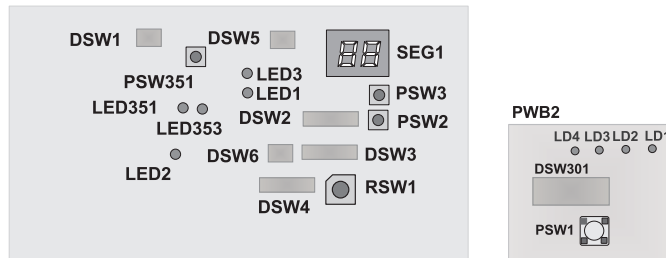 DSW1
DSW5
SEG1
PSW351
LED3
LED1
PSW3
LED351
LED353
DSW2
PSW2
LED2
DSW6
DSW3
RSW1
DSW4
PWB2
LD4 LD3 LD2 LD1
DSW301
PSW1